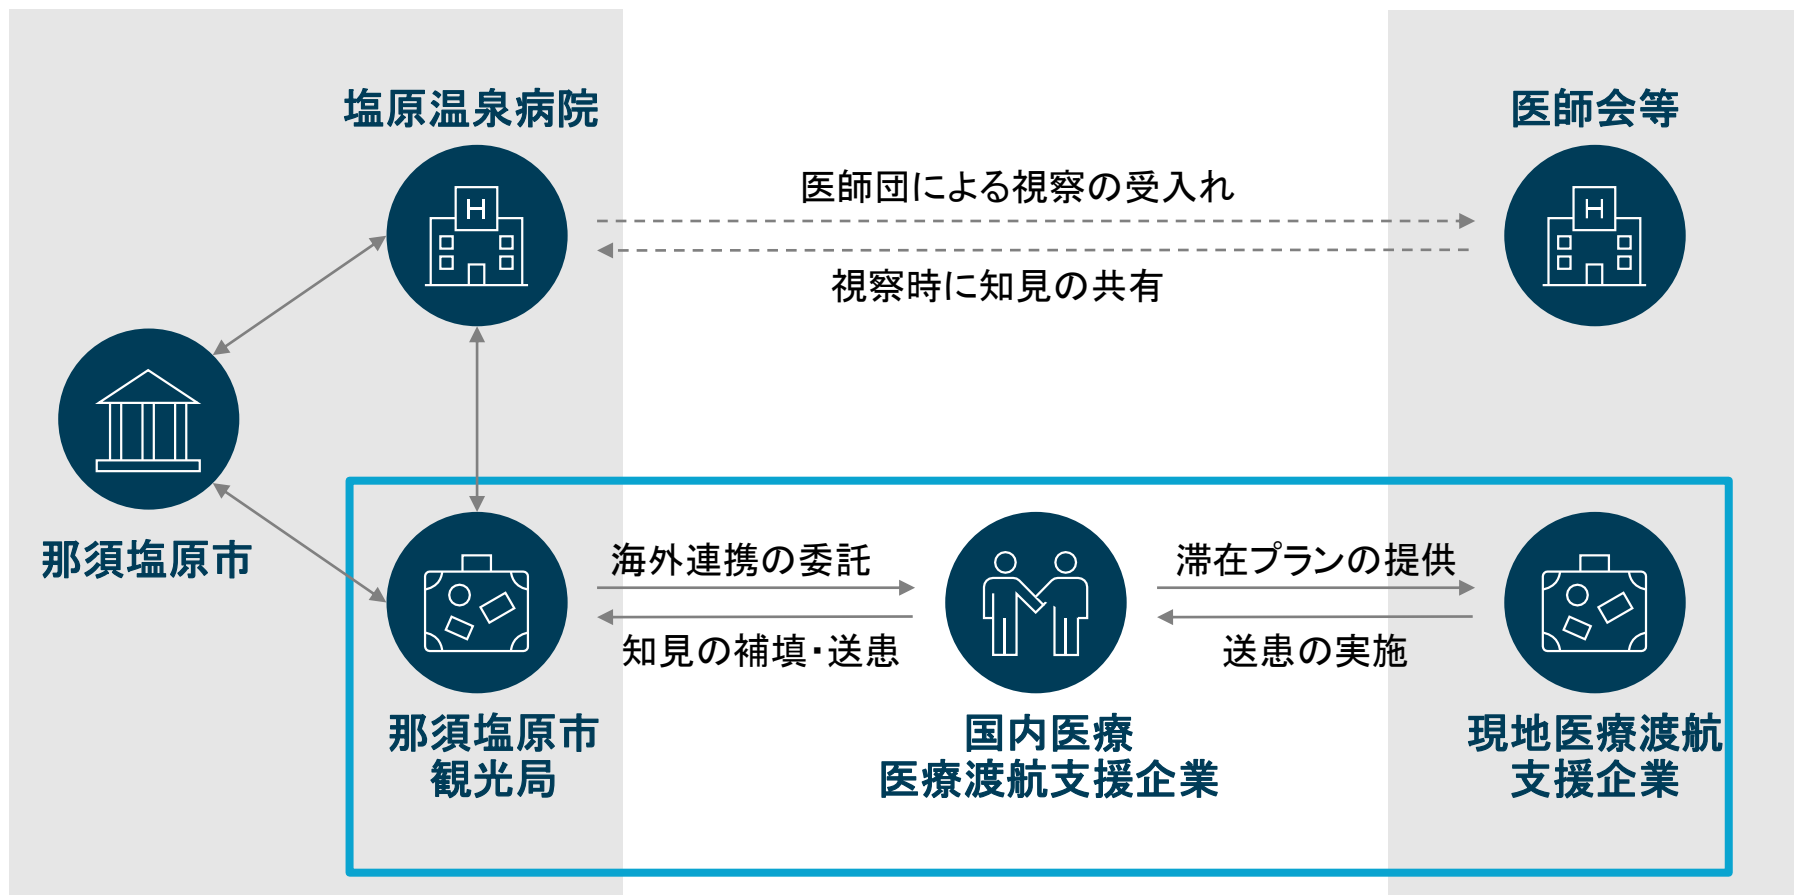 塩原温泉病院
医師会等
医師団による視察の受入れ
視察時に知見の共有
那須塩原市
海外連携の委託
知見の補填・送患
滞在プランの提供
送患の実施
那須塩原市
観光局
国内医療
医療渡航支援企業
現地医療渡航
支援企業